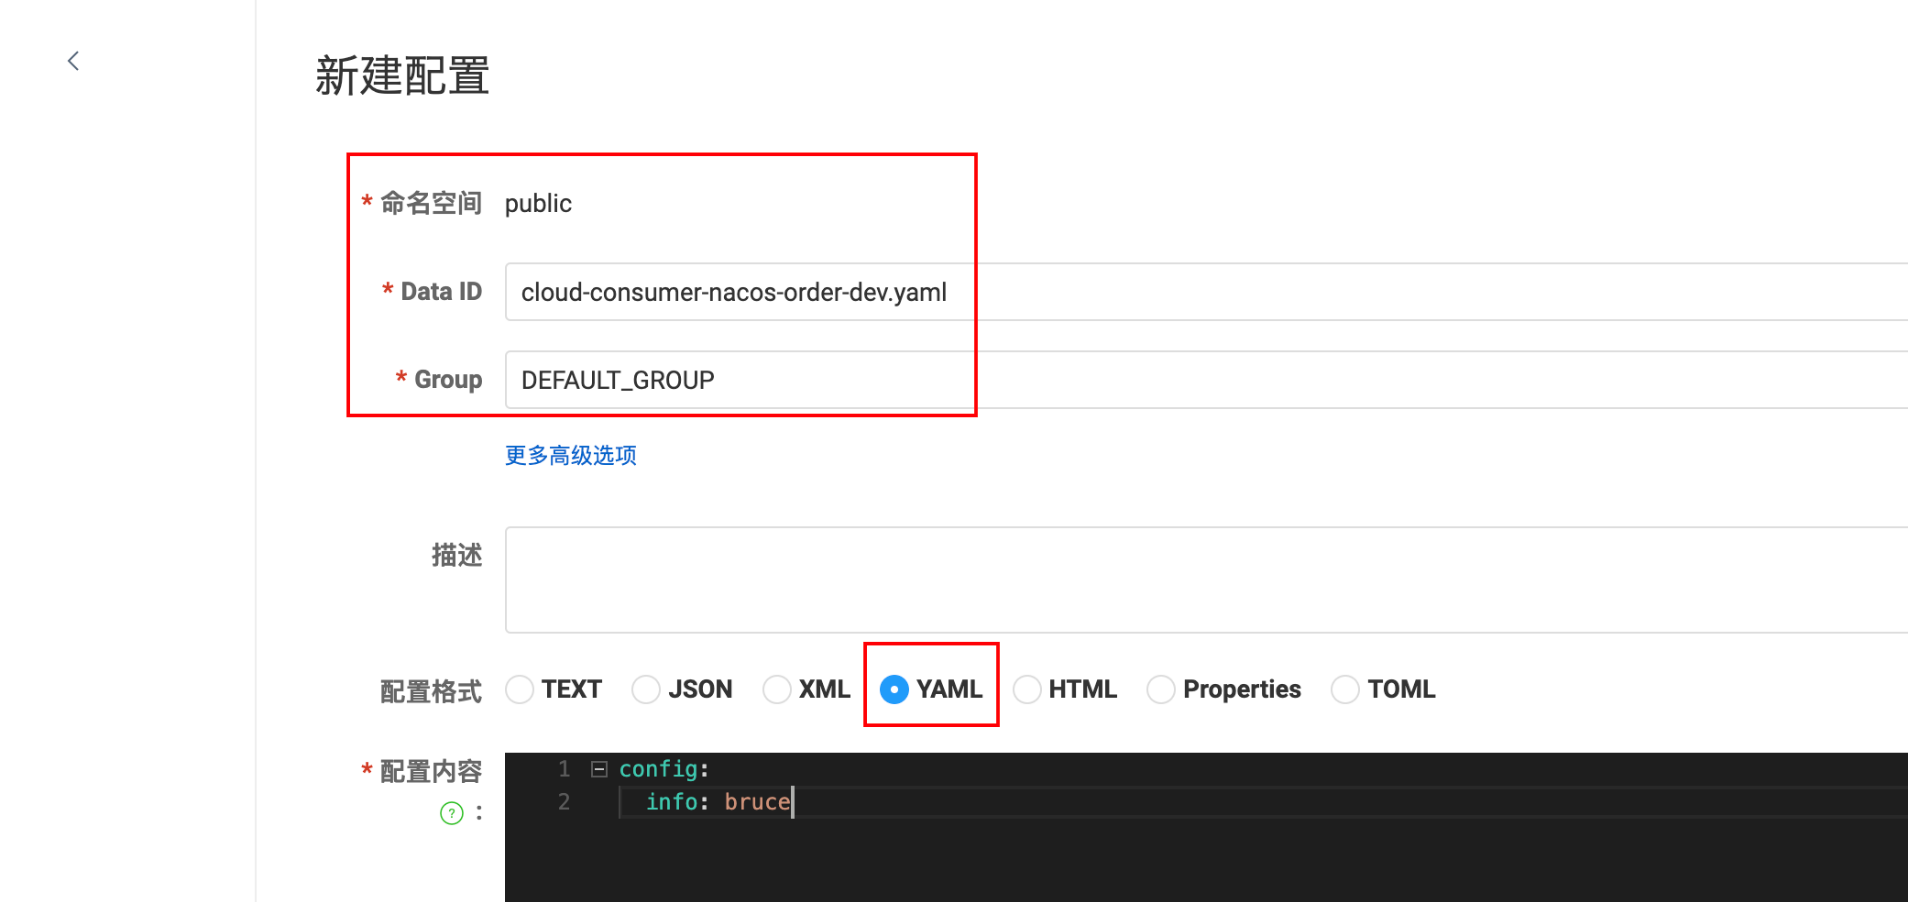 新建配置
* 命名空间 public
* Data ID cloud-consumer-nacos-order-dev.yaml
* Group DEFAULT_GROUP
更多高级选项
描述
配置格式 TEXT JSON XML YAML HTML Properties TOML
* 配置内容
? :
1 config:
2 info: bruce